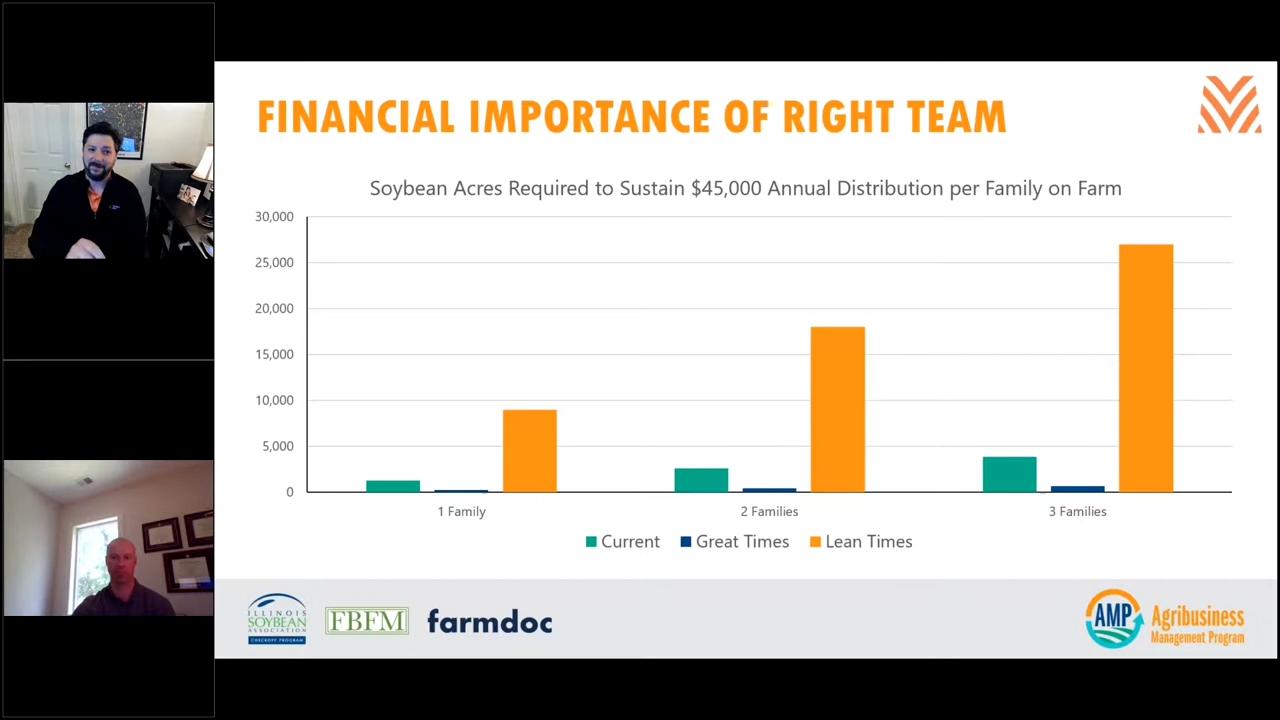 FINANCIAL IMPORTANCE OF RIGHT TEAM
Soybean Acres Required to Sustain $45,000 Annual Distribution per Family on Farm
30,000
25,000
20,000
15,000
10,000
5,000
0
1 Family
2 Families
3 Families
Current
Great Times
Lean Times
ILLINOIS
SOYBEAN
ASSOCIATION
CHECKOFF PROGRAM
FBFM
farmdoc
AMP
Agribusiness
Management Program